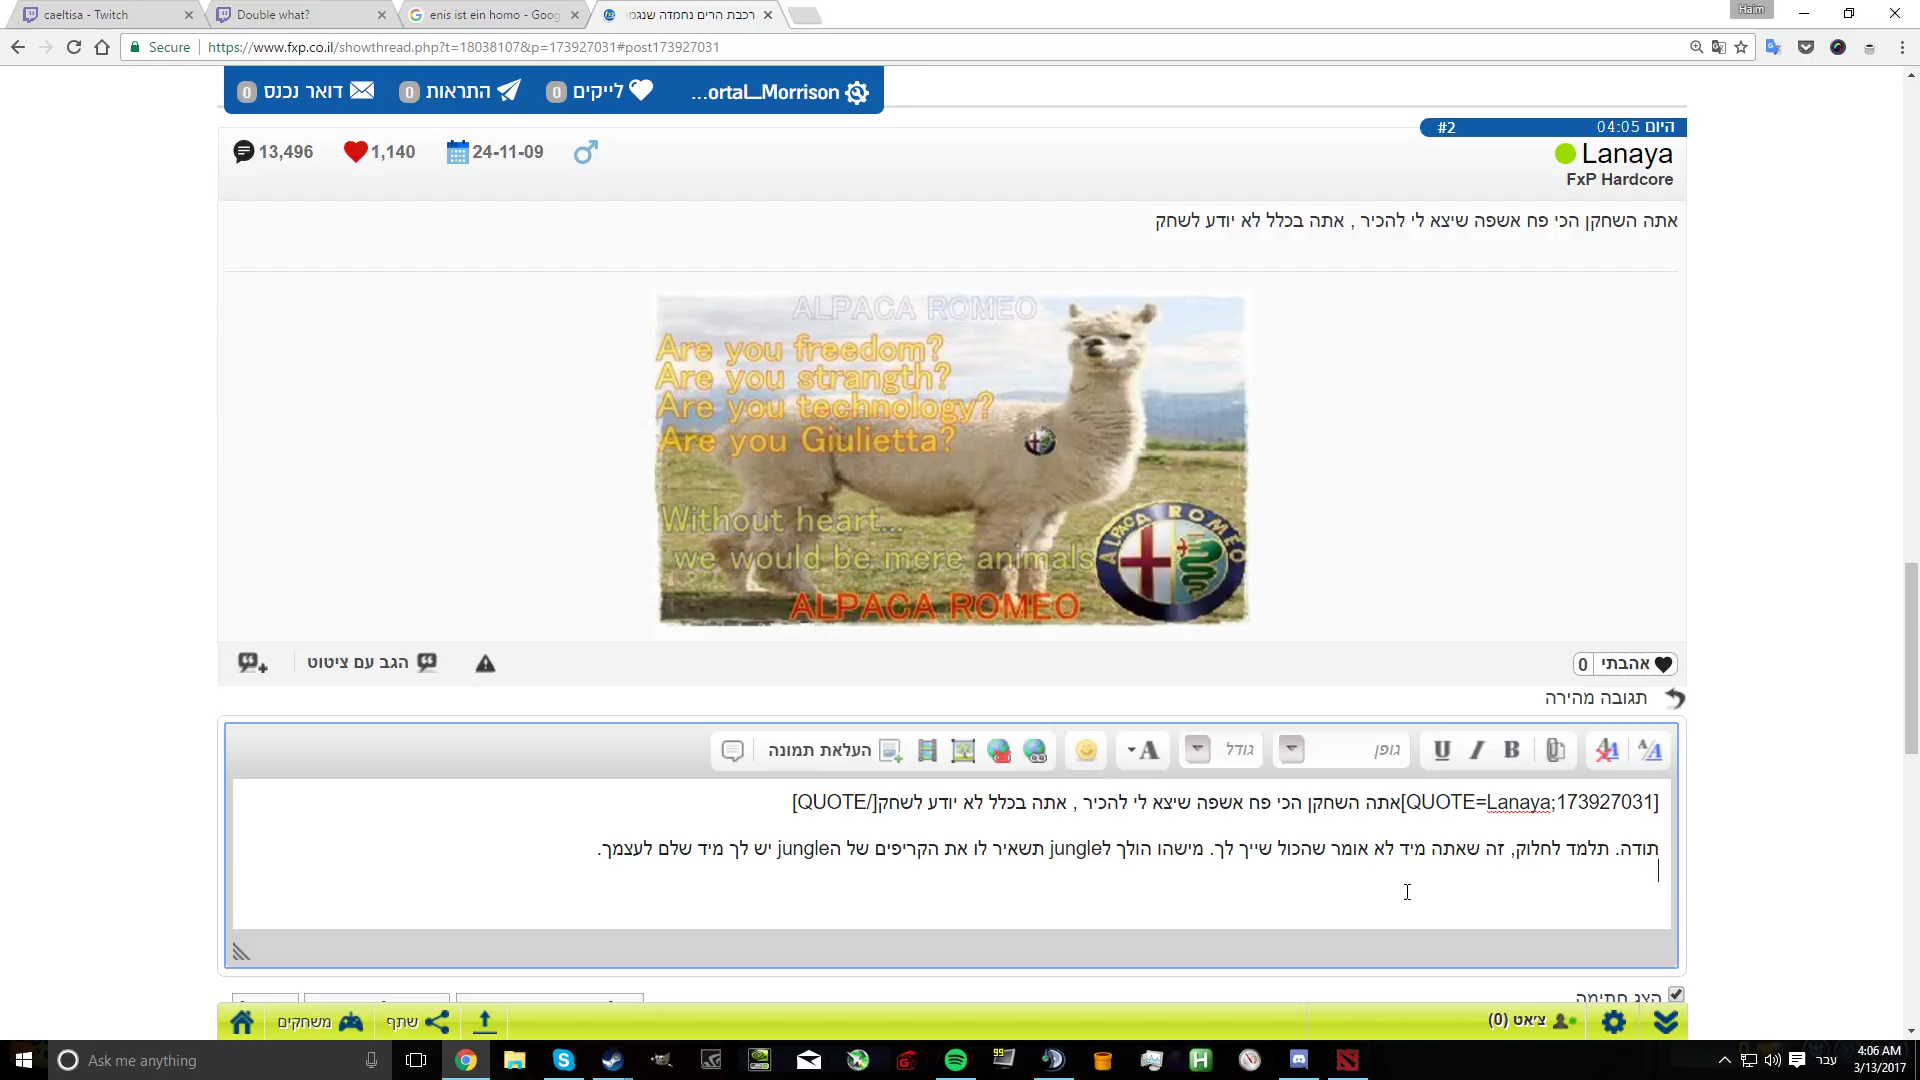 caeltisa - Twitch
Double what?
enis ist ein homo - Goog
רכבת הרים נחמדה שנגמו
Haim
Secure
https://www.fxp.co.il/showthread.php?t=18038107&p=173927031#post173927031
...ortal_Morrison
לייקים 0
התראות 0
דואר נכנס 0
היום 04:05
#2
13,496
1,140
24-11-09
Lanaya
FxP Hardcore
אתה השחקן הכי פח אשפה שיצא לי להכיר , אתה בכלל לא יודע לשחק
ALPACA ROMEO
Are you freedom?
Are you strangth?
Are you technology?
Are you Giulietta?
Without heart...
we would be mere animals
ALPACA ROMEO
ALPACA ROMEO
אהבתי 0
הגב עם ציטוט
תגובה מהירה
גופן
גודל
העלאת תמונה
[QUOTE=Lanaya;173927031]אתה השחקן הכי פח אשפה שיצא לי להכיר , אתה בכלל לא יודע לשחק[/QUOTE]
תודה. תלמד לחלוק, זה שאתה מיד לא אומר שהכול שייך לך. מישהו הולך לjungle תשאיר לו את הקריפים של הjungle יש לך מיד שלם לעצמך.
הצג חתימה
צ׳אט (0)
שתף
משחקים
Ask me anything
99
עבר
4:06 AM
3/13/2017